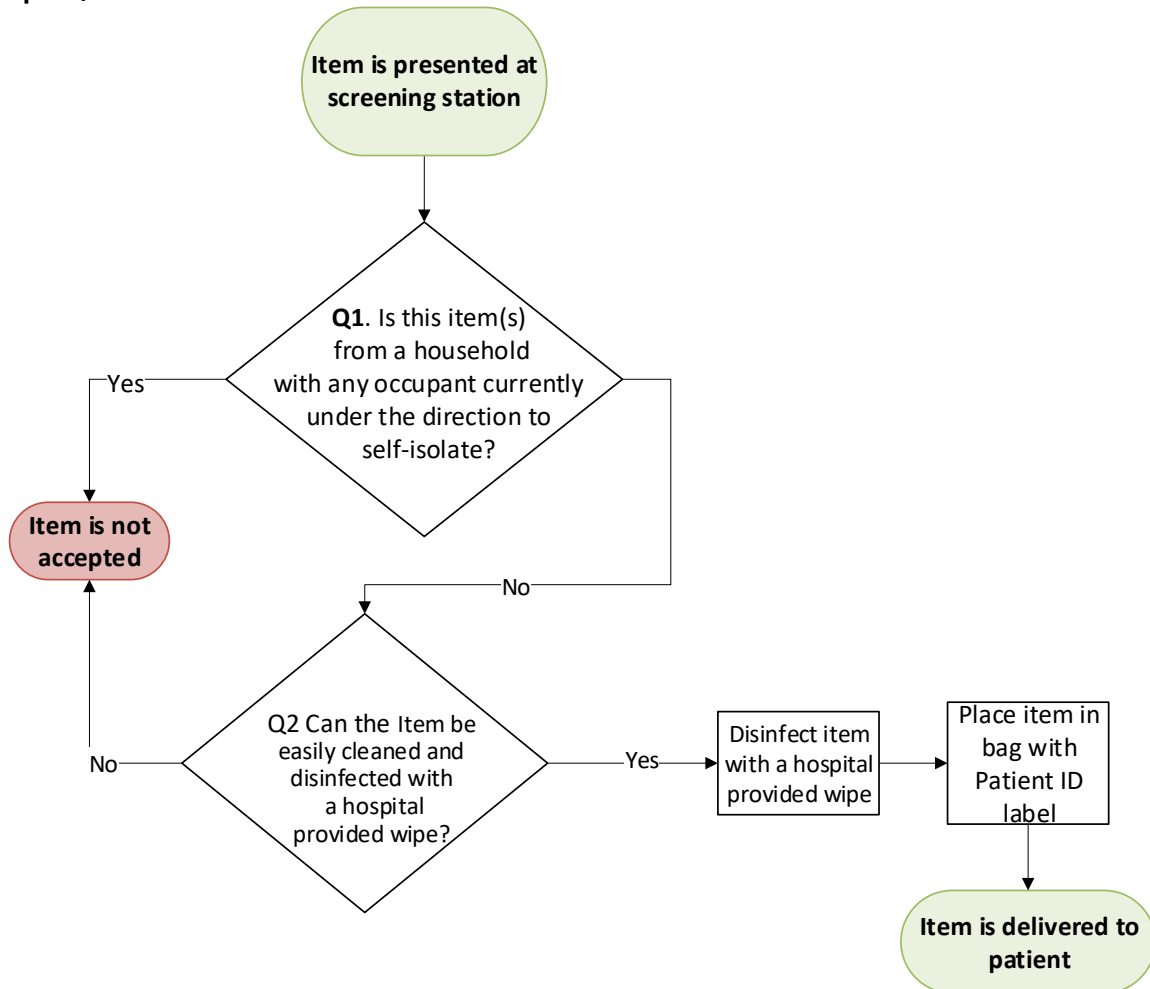 Item is presented at
screening station
Q1. Is this item(s)
from a household
with any occupant currently
under the direction to
self-isolate?
Yes
Item is not
accepted
No
Q2 Can the Item be
easily cleaned and
disinfected with
a hospital
provided wipe?
No
Yes
Disinfect item
with a hospital
provided wipe
Place item in
bag with
Patient ID
label
Item is delivered to
patient